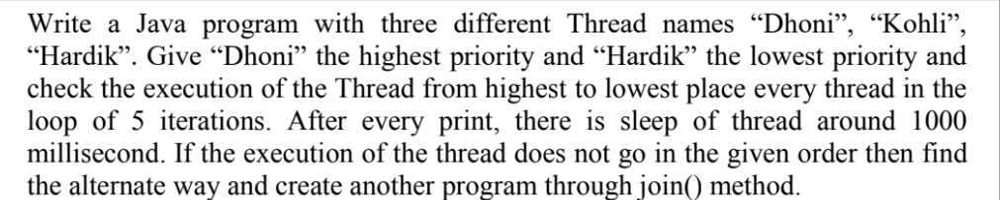 Write a Java program with three different Thread names “Dhoni”, “Kohli”,
“Hardik”. Give “Dhoni” the highest priority and “Hardik” the lowest priority and
check the execution of the Thread from highest to lowest place every thread in the
loop of 5 iterations. After every print, there is sleep of thread around 1000
millisecond. If the execution of the thread does not go in the given order then find
the alternate way and create another program through join() method.